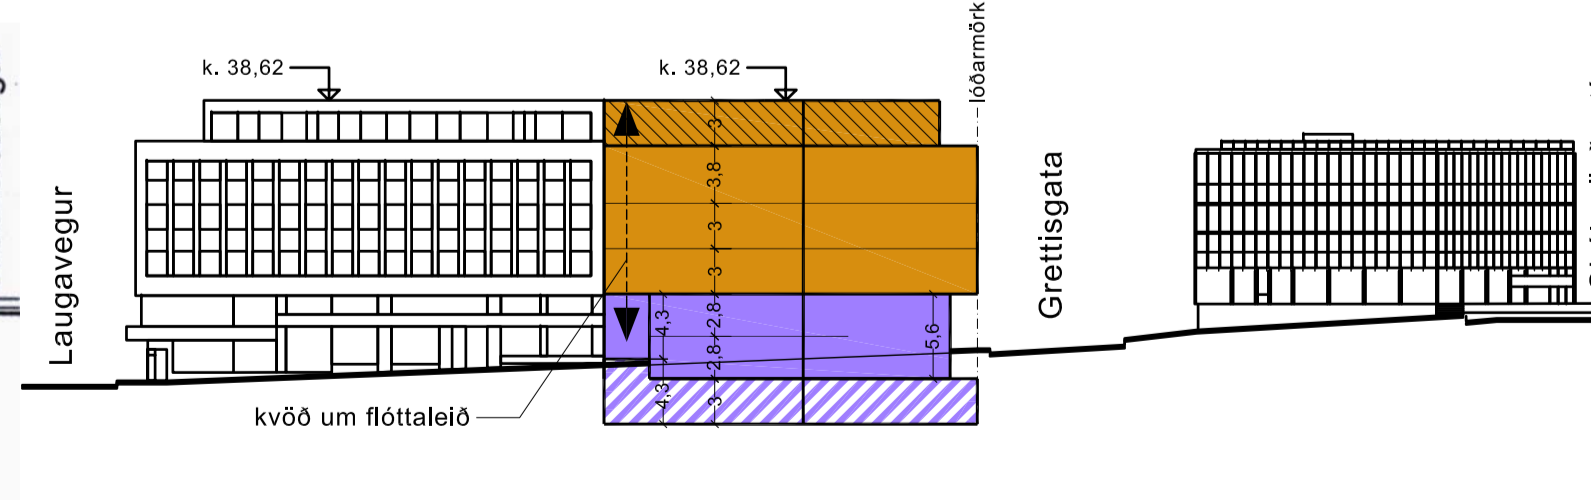 k. 38,62
k. 38,62
lóðarmörk
Laugavegur
Grettisgata
3
3,8
3
3
4,3
2,8
5,6
2,8
4,3
3
kvöð um flóttaleið